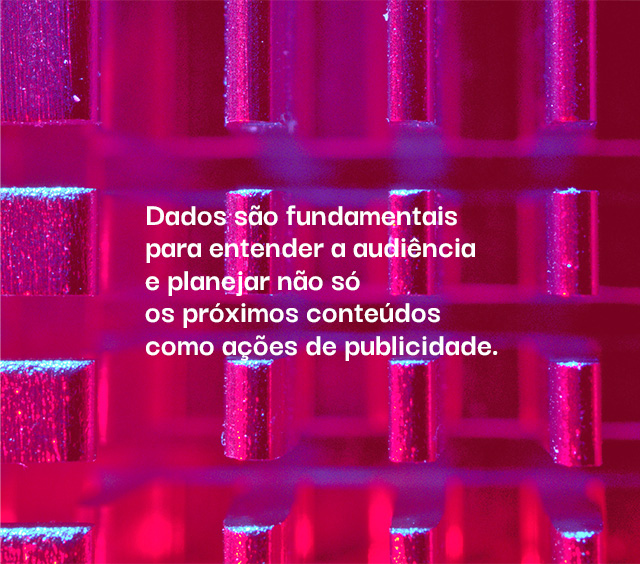 Dados são fundamentais
para entender a audiência
e planejar não só
os próximos conteúdos
como ações de publicidade.